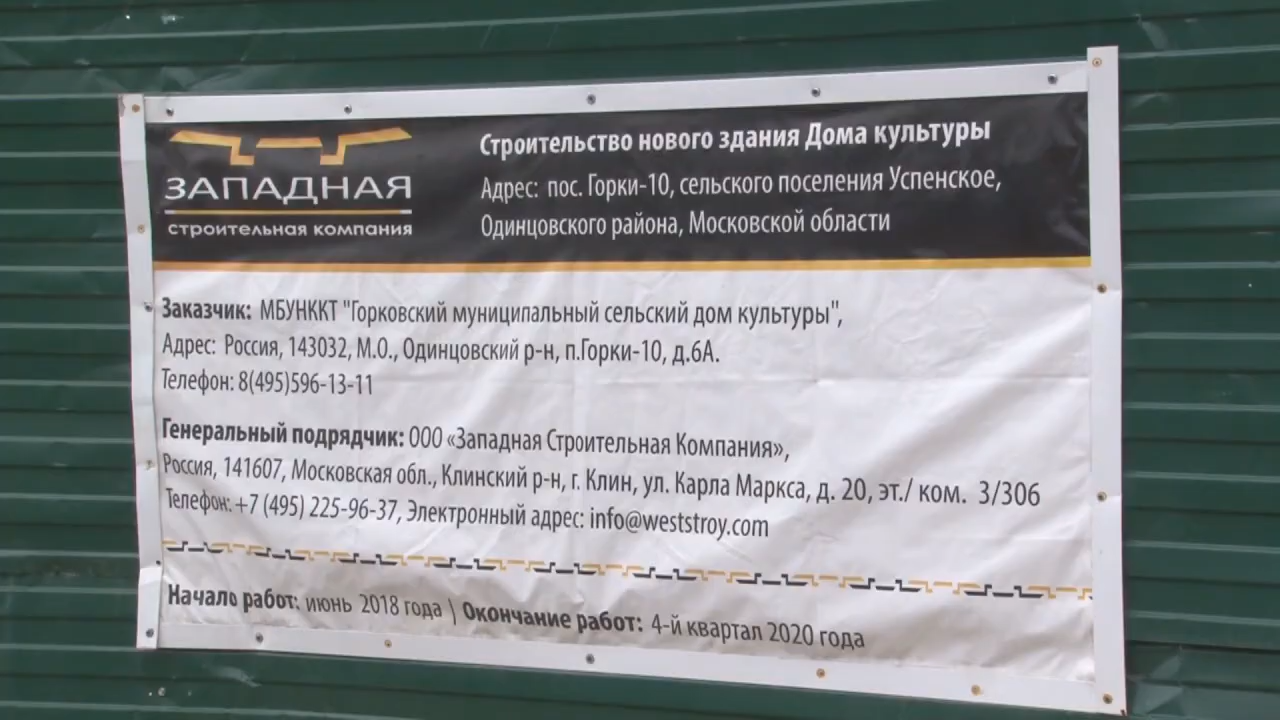 ЗАПАДНАЯ
строительная компания
Строительство нового здания Дома культуры
Адрес: пос. Горки-10, сельского поселения Успенское,
Одинцовского района, Московской области
Заказчик: МБУНККТ "Горковский муниципальный сельский дом культуры",
Адрес: Россия, 143032, М.О., Одинцовский р-н, п.Горки-10, д.6А.
Телефон: 8(495)596-13-11
Генеральный подрядчик: ООО «Западная Строительная Компания»,
Россия, 141607, Московская обл., Клинский р-н, г. Клин, ул. Карла Маркса, д. 20, эт./ ком. 3/306
Телефон: +7 (495) 225-96-37, Электронный адрес: info@weststroy.com
Начало работ: июнь 2018 года | Окончание работ: 4-й квартал 2020 года